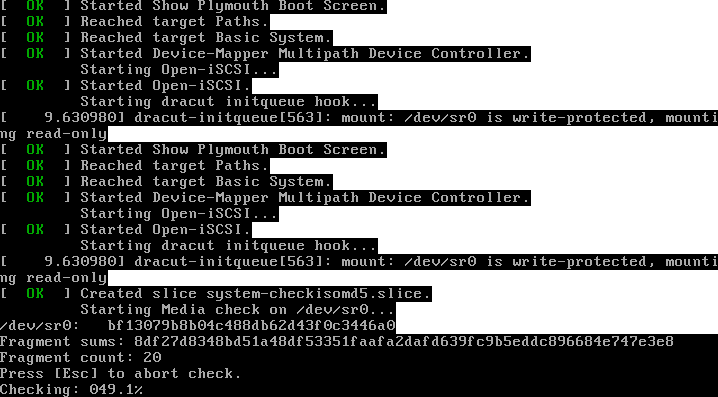 [  OK  ] Started Show Plymouth Boot Screen.
[  OK  ] Reached target Paths.
[  OK  ] Reached target Basic System.
[  OK  ] Started Device-Mapper Multipath Device Controller.
         Starting Open-iSCSI...
[  OK  ] Started Open-iSCSI.
         Starting dracut initqueue hook...
[    9.630980] dracut-initqueue[563]: mount: /dev/sr0 is write-protected, mounti
ng read-only
[  OK  ] Started Show Plymouth Boot Screen.
[  OK  ] Reached target Paths.
[  OK  ] Reached target Basic System.
[  OK  ] Started Device-Mapper Multipath Device Controller.
         Starting Open-iSCSI...
[  OK  ] Started Open-iSCSI.
         Starting dracut initqueue hook...
[    9.630980] dracut-initqueue[563]: mount: /dev/sr0 is write-protected, mounti
ng read-only
[  OK  ] Created slice system-checkisomd5.slice.
         Starting Media check on /dev/sr0...
/dev/sr0:   bf13079b8b04c488db62d43f0c3446a0
Fragment sums: 8df27d8348bd51a48df53351faafa2dafd639fc9b5eddc896684e747e3e8
Fragment count: 20
Press [Esc] to abort check.
Checking: 049.1%